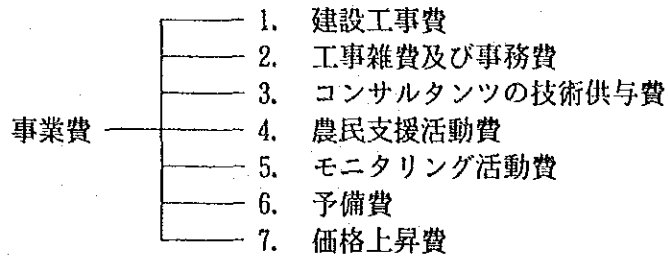 1. 建設工事費
2. 工事雑費及び事務費
3. コンサルタンツの技術供与費
事業費 4. 農民支援活動費
5. モニタリング活動費
6. 予備費
7. 価格上昇費